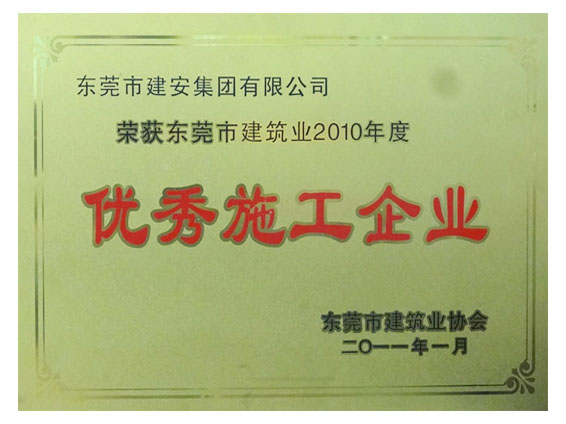 东莞市建安集团有限公司
荣获东莞市建筑业2010年度
优秀施工企业
东莞市建筑业协会
二〇一一年一月